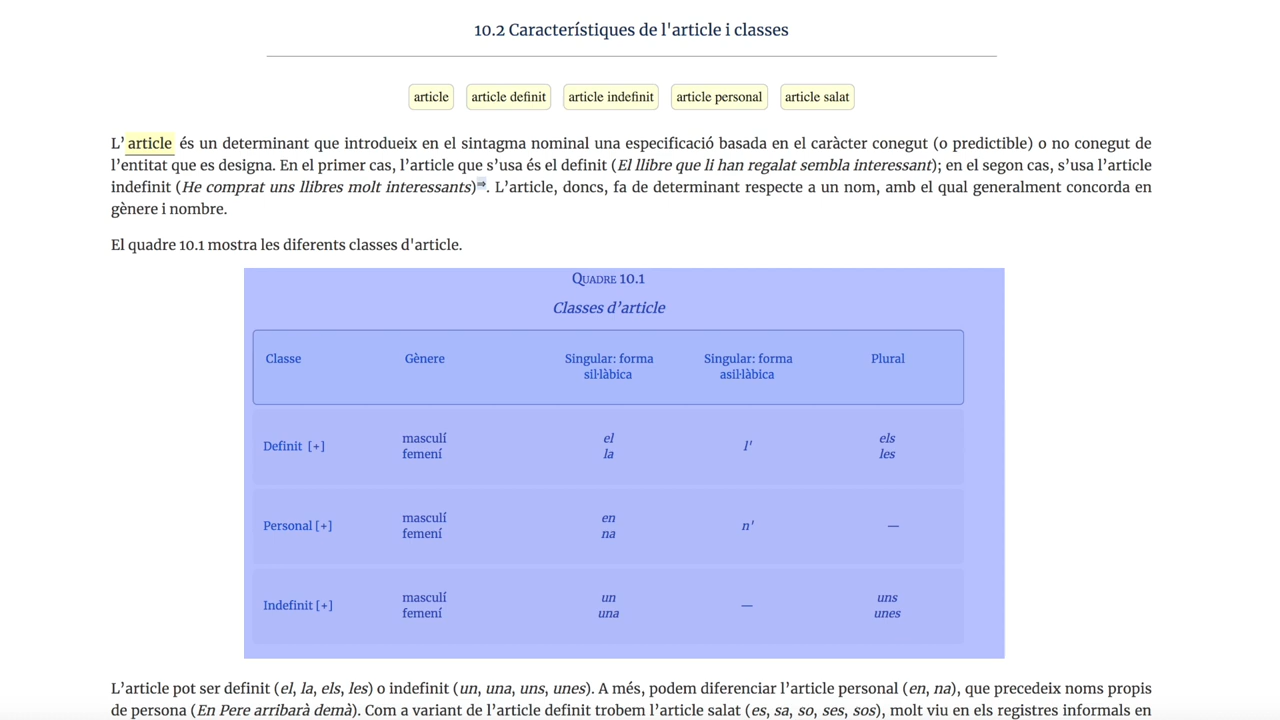 10.2 Característiques de l'article i classes
article article definit article indefinit article personal article salat
L’article és un determinant que introdueix en el sintagma nominal una especificació basada en el caràcter conegut (o predictible) o no conegut de
l’entitat que es designa. En el primer cas, l’article que s’usa és el definit (El llibre que li han regalat sembla interessant); en el segon cas, s’usa l’article
indefinit (He comprat uns llibres molt interessants)⇒. L’article, doncs, fa de determinant respecte a un nom, amb el qual generalment concorda en
gènere i nombre.
El quadre 10.1 mostra les diferents classes d'article.
Quadre 10.1
Classes d’article
Classe Gènere Singular: forma Singular: forma Plural
sil·làbica asil·làbica
masculí el els
Definit [+] l'
femení la les
masculí en
Personal [+] n' —
femení na
masculí un uns
Indefinit [+] —
femení una unes
L’article pot ser definit (el, la, els, les) o indefinit (un, una, uns, unes). A més, podem diferenciar l’article personal (en, na), que precedeix noms propis
de persona (En Pere arribarà demà). Com a variant de l’article definit trobem l’article salat (es, sa, so, ses, sos), molt viu en els registres informals en